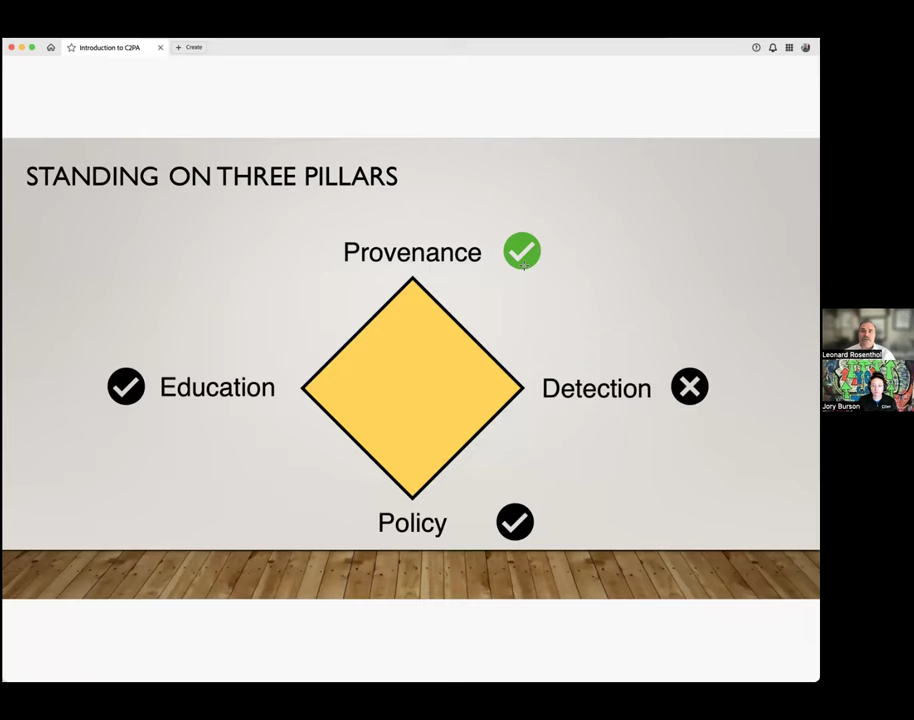 Introduction to C2PA
Create
STANDING ON THREE PILLARS
Provenance
Education
Detection
Policy
Leonard Rosenthol
Jory Burson